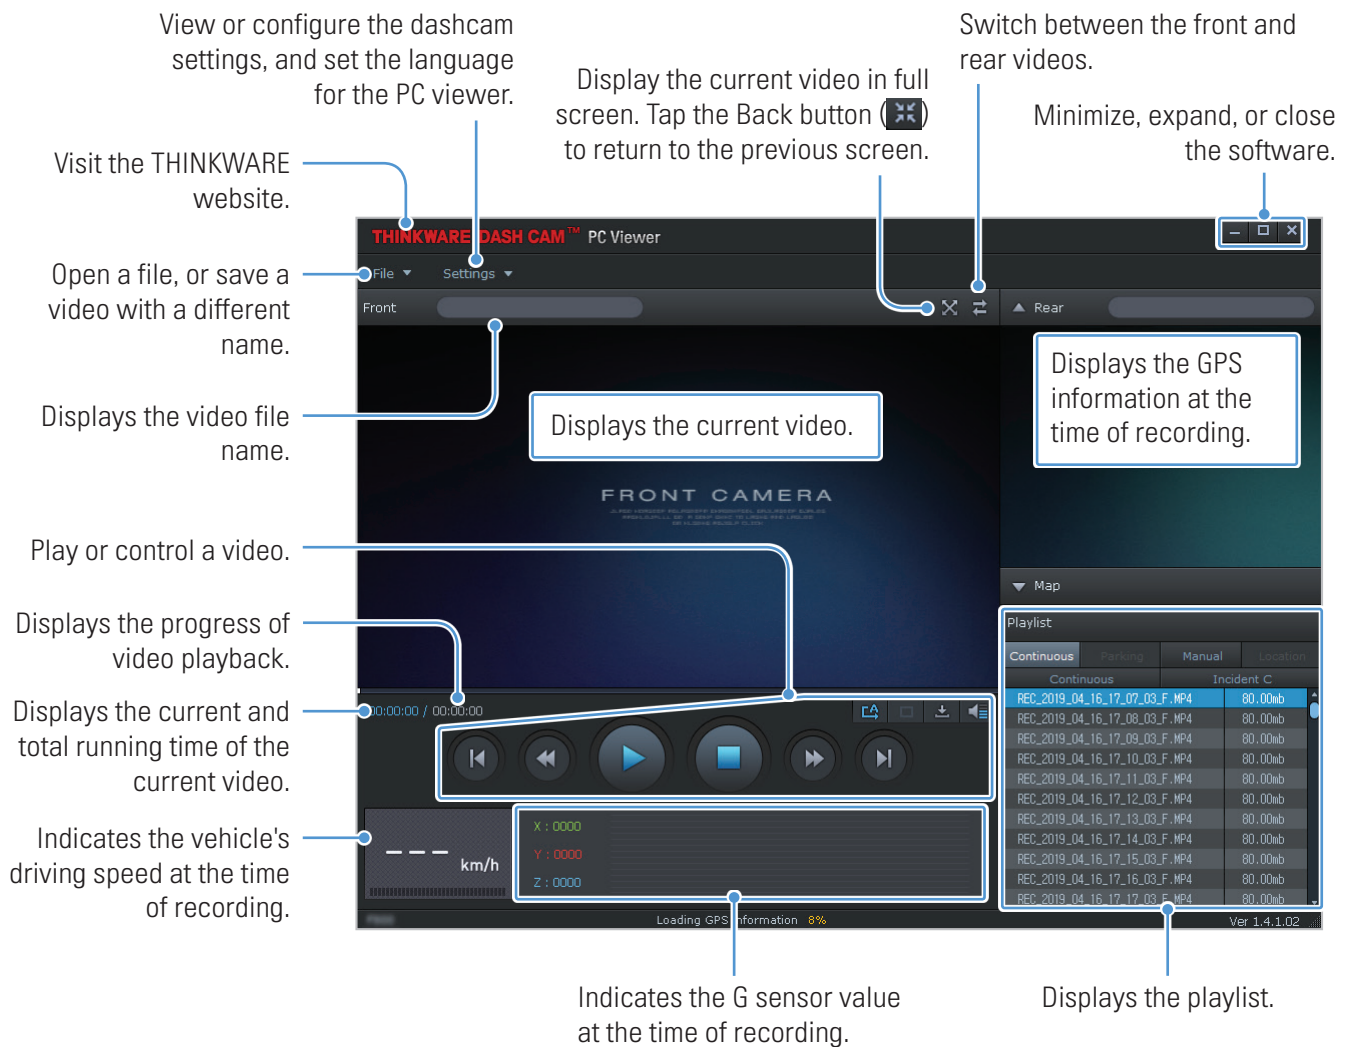 View or configure the dashcam
settings, and set the language
for the PC viewer.
Switch between the front and
rear videos.
Display the current video in full
screen. Tap the Back button ( )
to return to the previous screen.
Minimize, expand, or close
the software.
Visit the THINKWARE
website.
Open a file, or save a
video with a different
name.
Displays the video file
name.
Play or control a video.
Displays the progress of
video playback.
Displays the current and
total running time of the
current video.
Indicates the vehicle's
driving speed at the time
of recording.
THINKWARE DASH CAM™ PC Viewer
File Settings
Front
Rear
Displays the current video.
Displays the GPS
information at the
time of recording.
FRONT CAMERA
Map
Playlist
Continuous Parking Manual Location
Continuous Incident C
REC_2019_04_16_17_07_03_F.MP4 80.00mb
REC_2019_04_16_17_08_03_F.MP4 80.00mb
REC_2019_04_16_17_09_03_F.MP4 80.00mb
REC_2019_04_16_17_10_03_F.MP4 80.00mb
REC_2019_04_16_17_11_03_F.MP4 80.00mb
REC_2019_04_16_17_12_03_F.MP4 80.00mb
REC_2019_04_16_17_13_03_F.MP4 80.00mb
REC_2019_04_16_17_14_03_F.MP4 80.00mb
REC_2019_04_16_17_15_03_F.MP4 80.00mb
REC_2019_04_16_17_16_03_F.MP4 80.00mb
REC_2019_04_16_17_17_03_F.MP4 80.00mb
00:00:00 / 00:00:00
--- km/h
X : 0000
Y : 0000
Z : 0000
Loading GPS information 8%
Ver 1.4.1.02
Indicates the G sensor value
at the time of recording.
Displays the playlist.